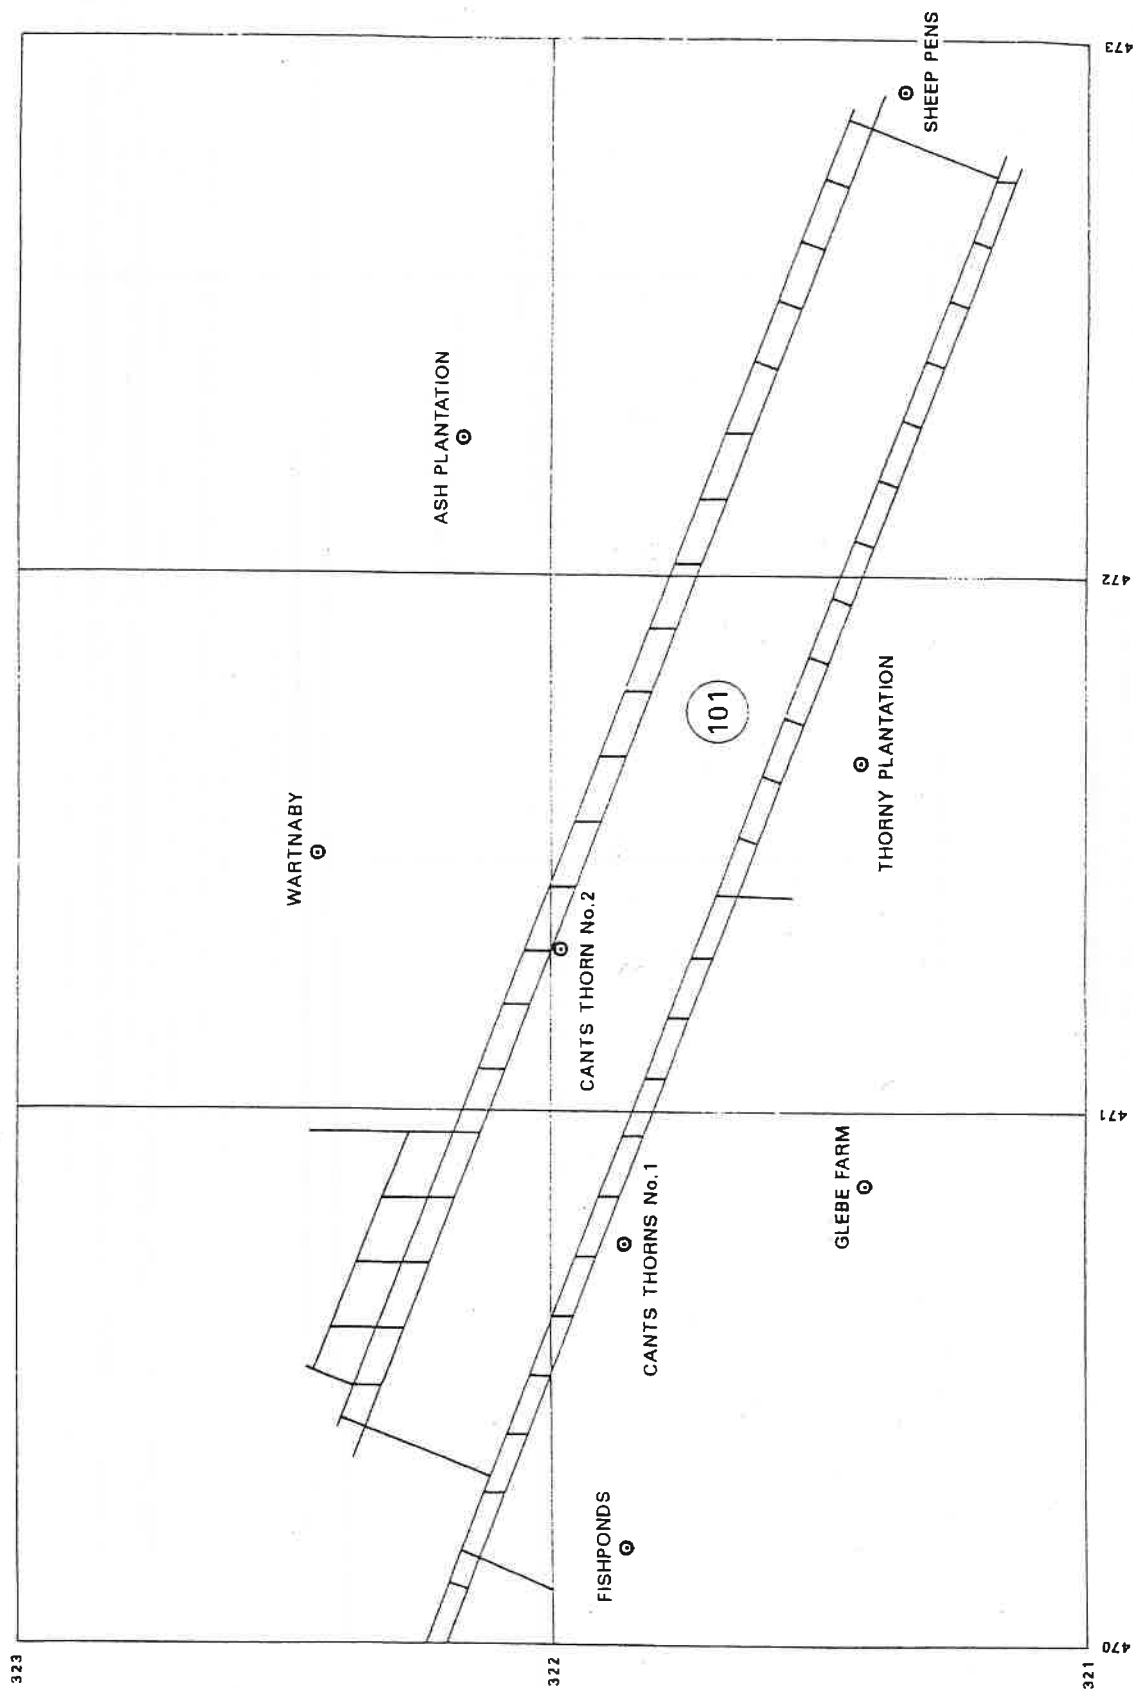 323
322
321
470
471
472
473
FISHPONDS
CANTS THORNS No.1
GLEBE FARM
CANTS THORN No.2
WARTNABY
THORNY PLANTATION
101
ASH PLANTATION
SHEEP PENS